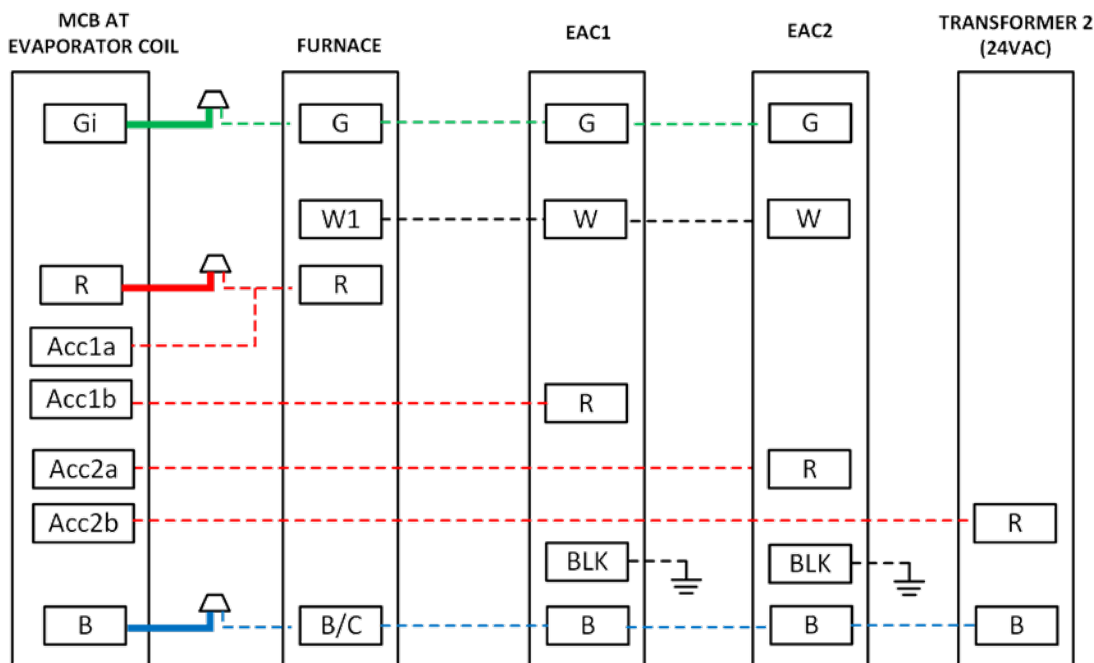 MCB AT
EVAPORATOR COIL
FURNACE
EAC1
EAC2
TRANSFORMER 2
(24VAC)
Gi
G
G
G
W1
W
W
R
R
Acc1a
Acc1b
R
Acc2a
R
Acc2b
R
BLK
BLK
B
B/C
B
B
B